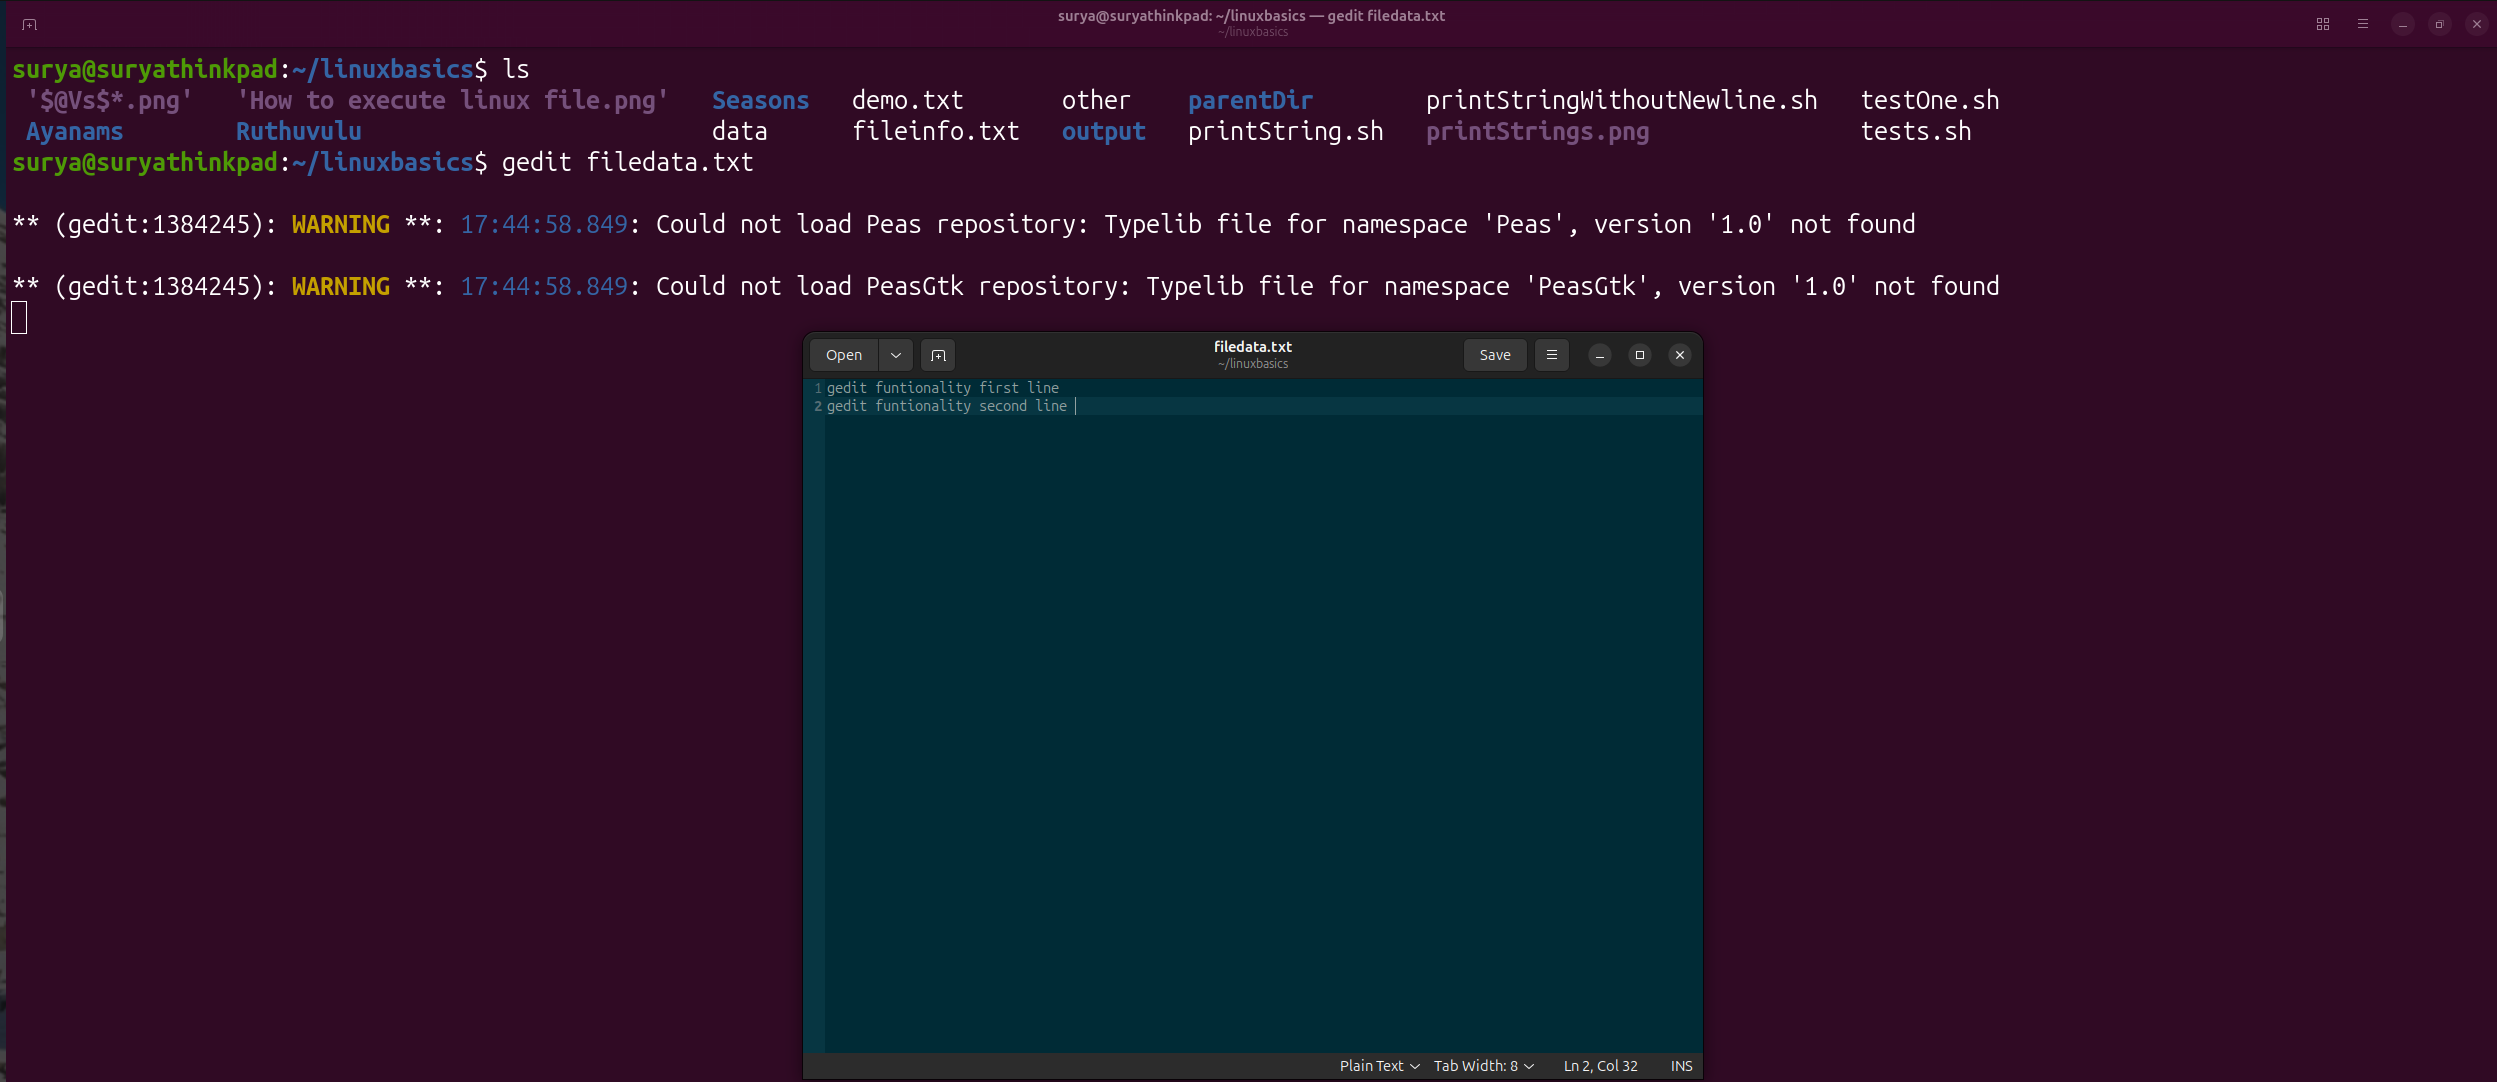 surya@suryathinkpad: ~/linuxbasics — gedit filedata.txt
~/linuxbasics
surya@suryathinkpad:~/linuxbasics$ ls
'$@Vs$*.png' 'How to execute linux file.png' Seasons demo.txt other parentDir printStringWithoutNewline.sh testOne.sh
Ayanams Ruthuvulu data fileinfo.txt output printString.sh printStrings.png tests.sh
surya@suryathinkpad:~/linuxbasics$ gedit filedata.txt
** (gedit:1384245): WARNING **: 17:44:58.849: Could not load Peas repository: Typelib file for namespace 'Peas', version '1.0' not found
** (gedit:1384245): WARNING **: 17:44:58.849: Could not load PeasGtk repository: Typelib file for namespace 'PeasGtk', version '1.0' not found
Open filedata.txt Save
~/linuxbasics
1 gedit funtionality first line
2 gedit funtionality second line
Plain Text Tab Width: 8 Ln 2, Col 32 INS